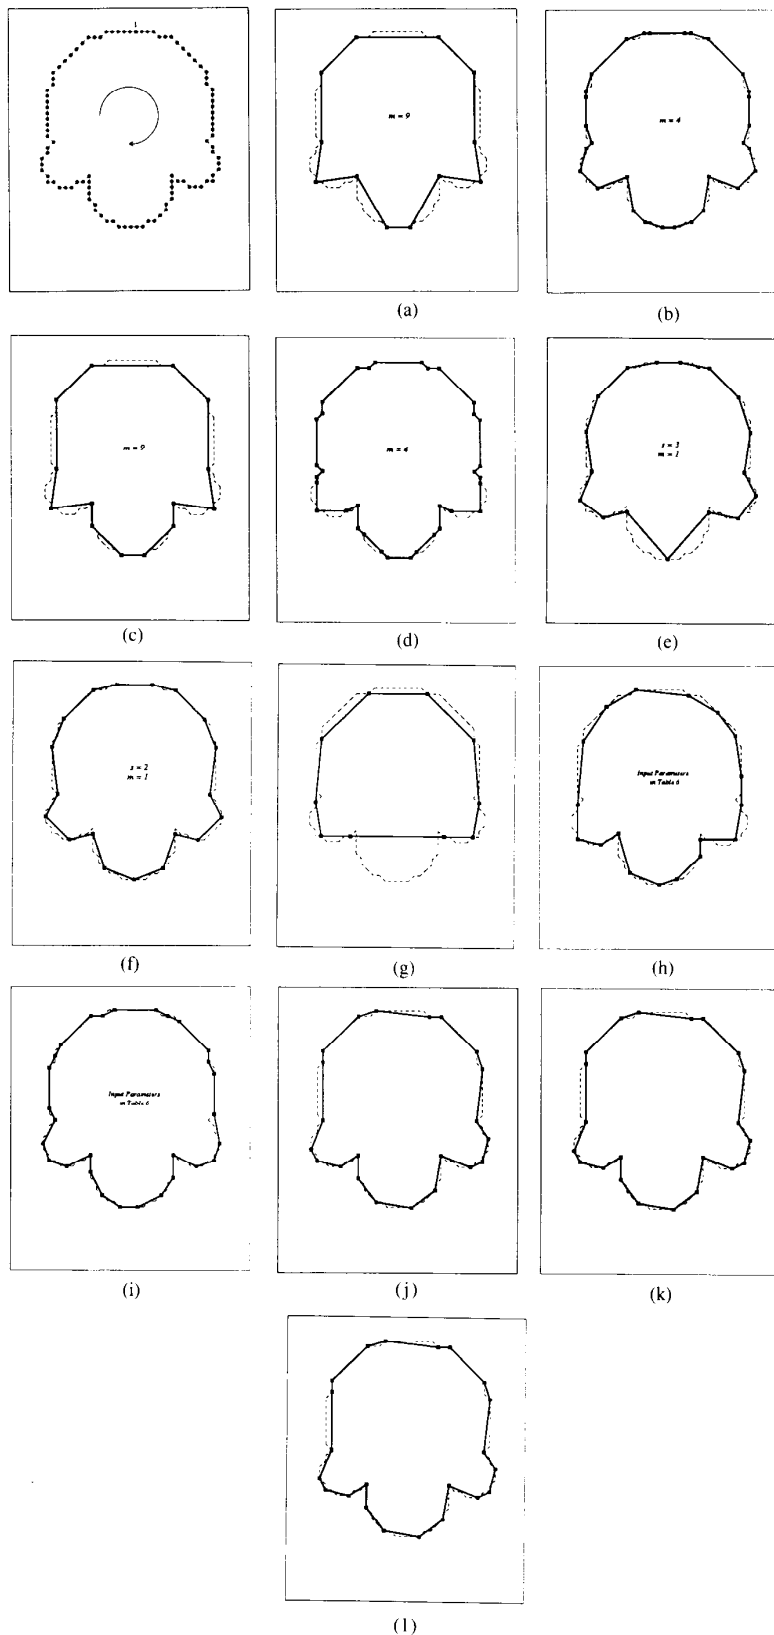 1
m = 9
m = 4
(a)
(b)
m = 9
m = 4
s = 3
m = 1
(c)
(d)
(e)
s = 2
m = 1
Input Parameters
in Table 6
(f)
(g)
(h)
Input Parameters
in Table 6
(i)
(j)
(k)
(l)